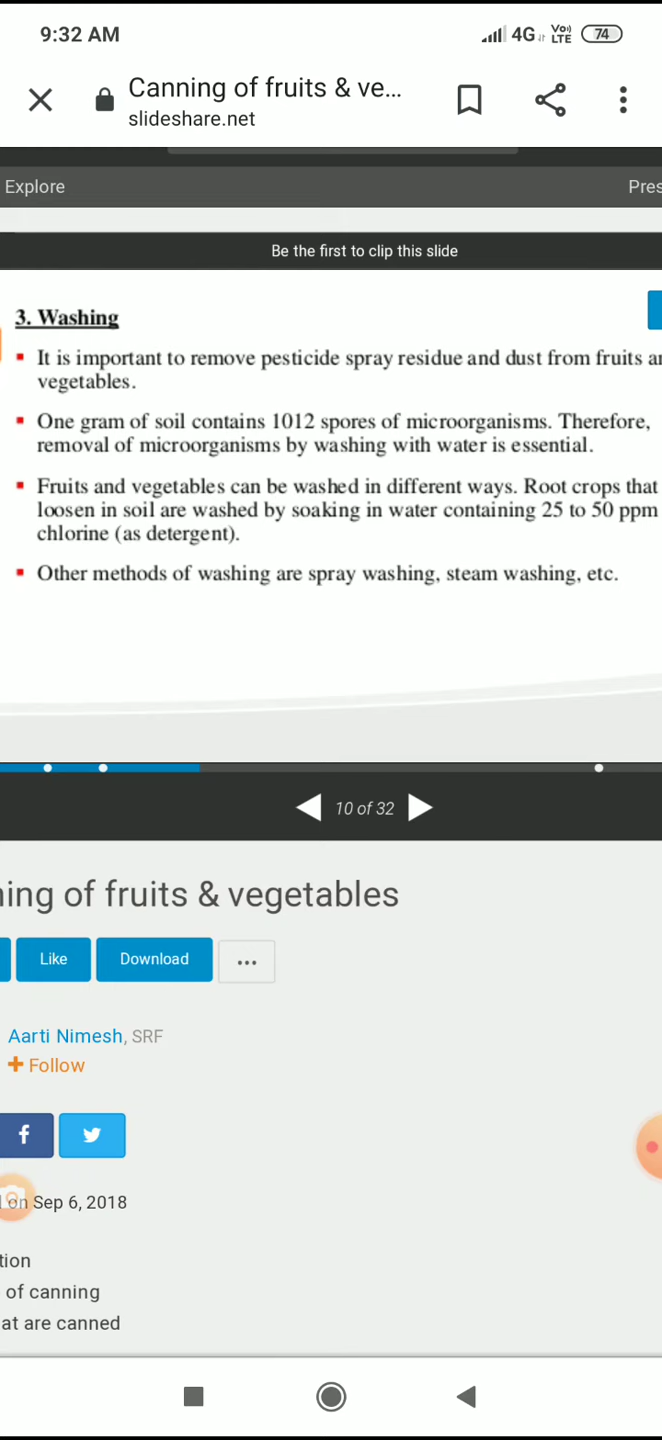 9:32 AM
4G Vo)) LTE 74
Canning of fruits & ve...
slideshare.net
Explore
Be the first to clip this slide
3. Washing
It is important to remove pesticide spray residue and dust from fruits
vegetables.
One gram of soil contains 1012 spores of microorganisms. Therefore,
removal of microorganisms by washing with water is essential.
Fruits and vegetables can be washed in different ways. Root crops that
loosen in soil are washed by soaking in water containing 25 to 50 ppm
chlorine (as detergent).
Other methods of washing are spray washing, steam washing, etc.
10 of 32
of fruits & vegetables
Like Download ...
Aarti Nimesh, SRF
+ Follow
on Sep 6, 2018
of canning
are canned